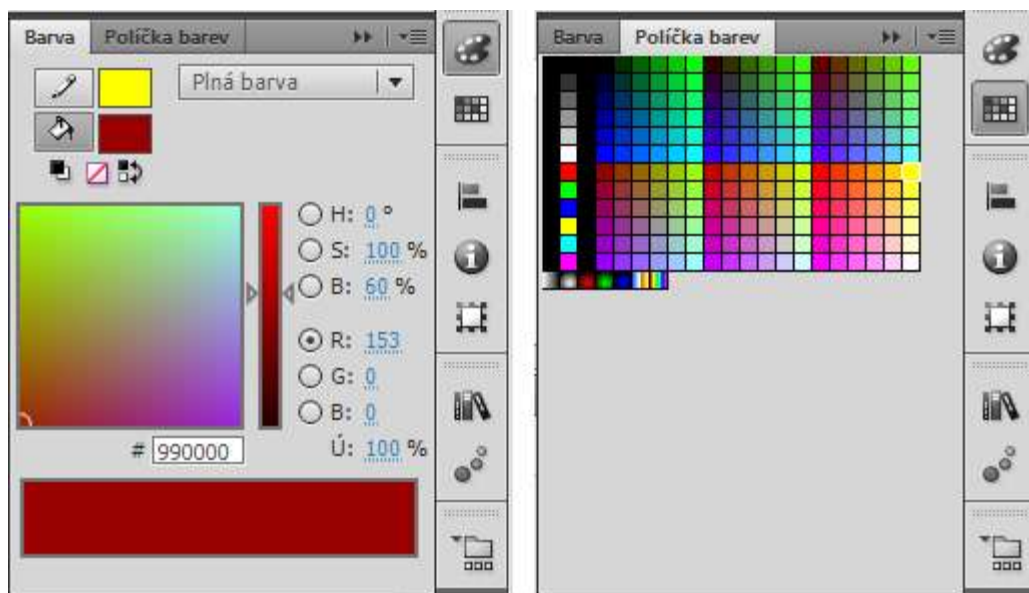 Barva Políčka barev
Plná barva
H: 0 °
S: 100 %
B: 60 %
R: 153
G: 0
B: 0
# 990000 Ú: 100 %
Barva Políčka barev